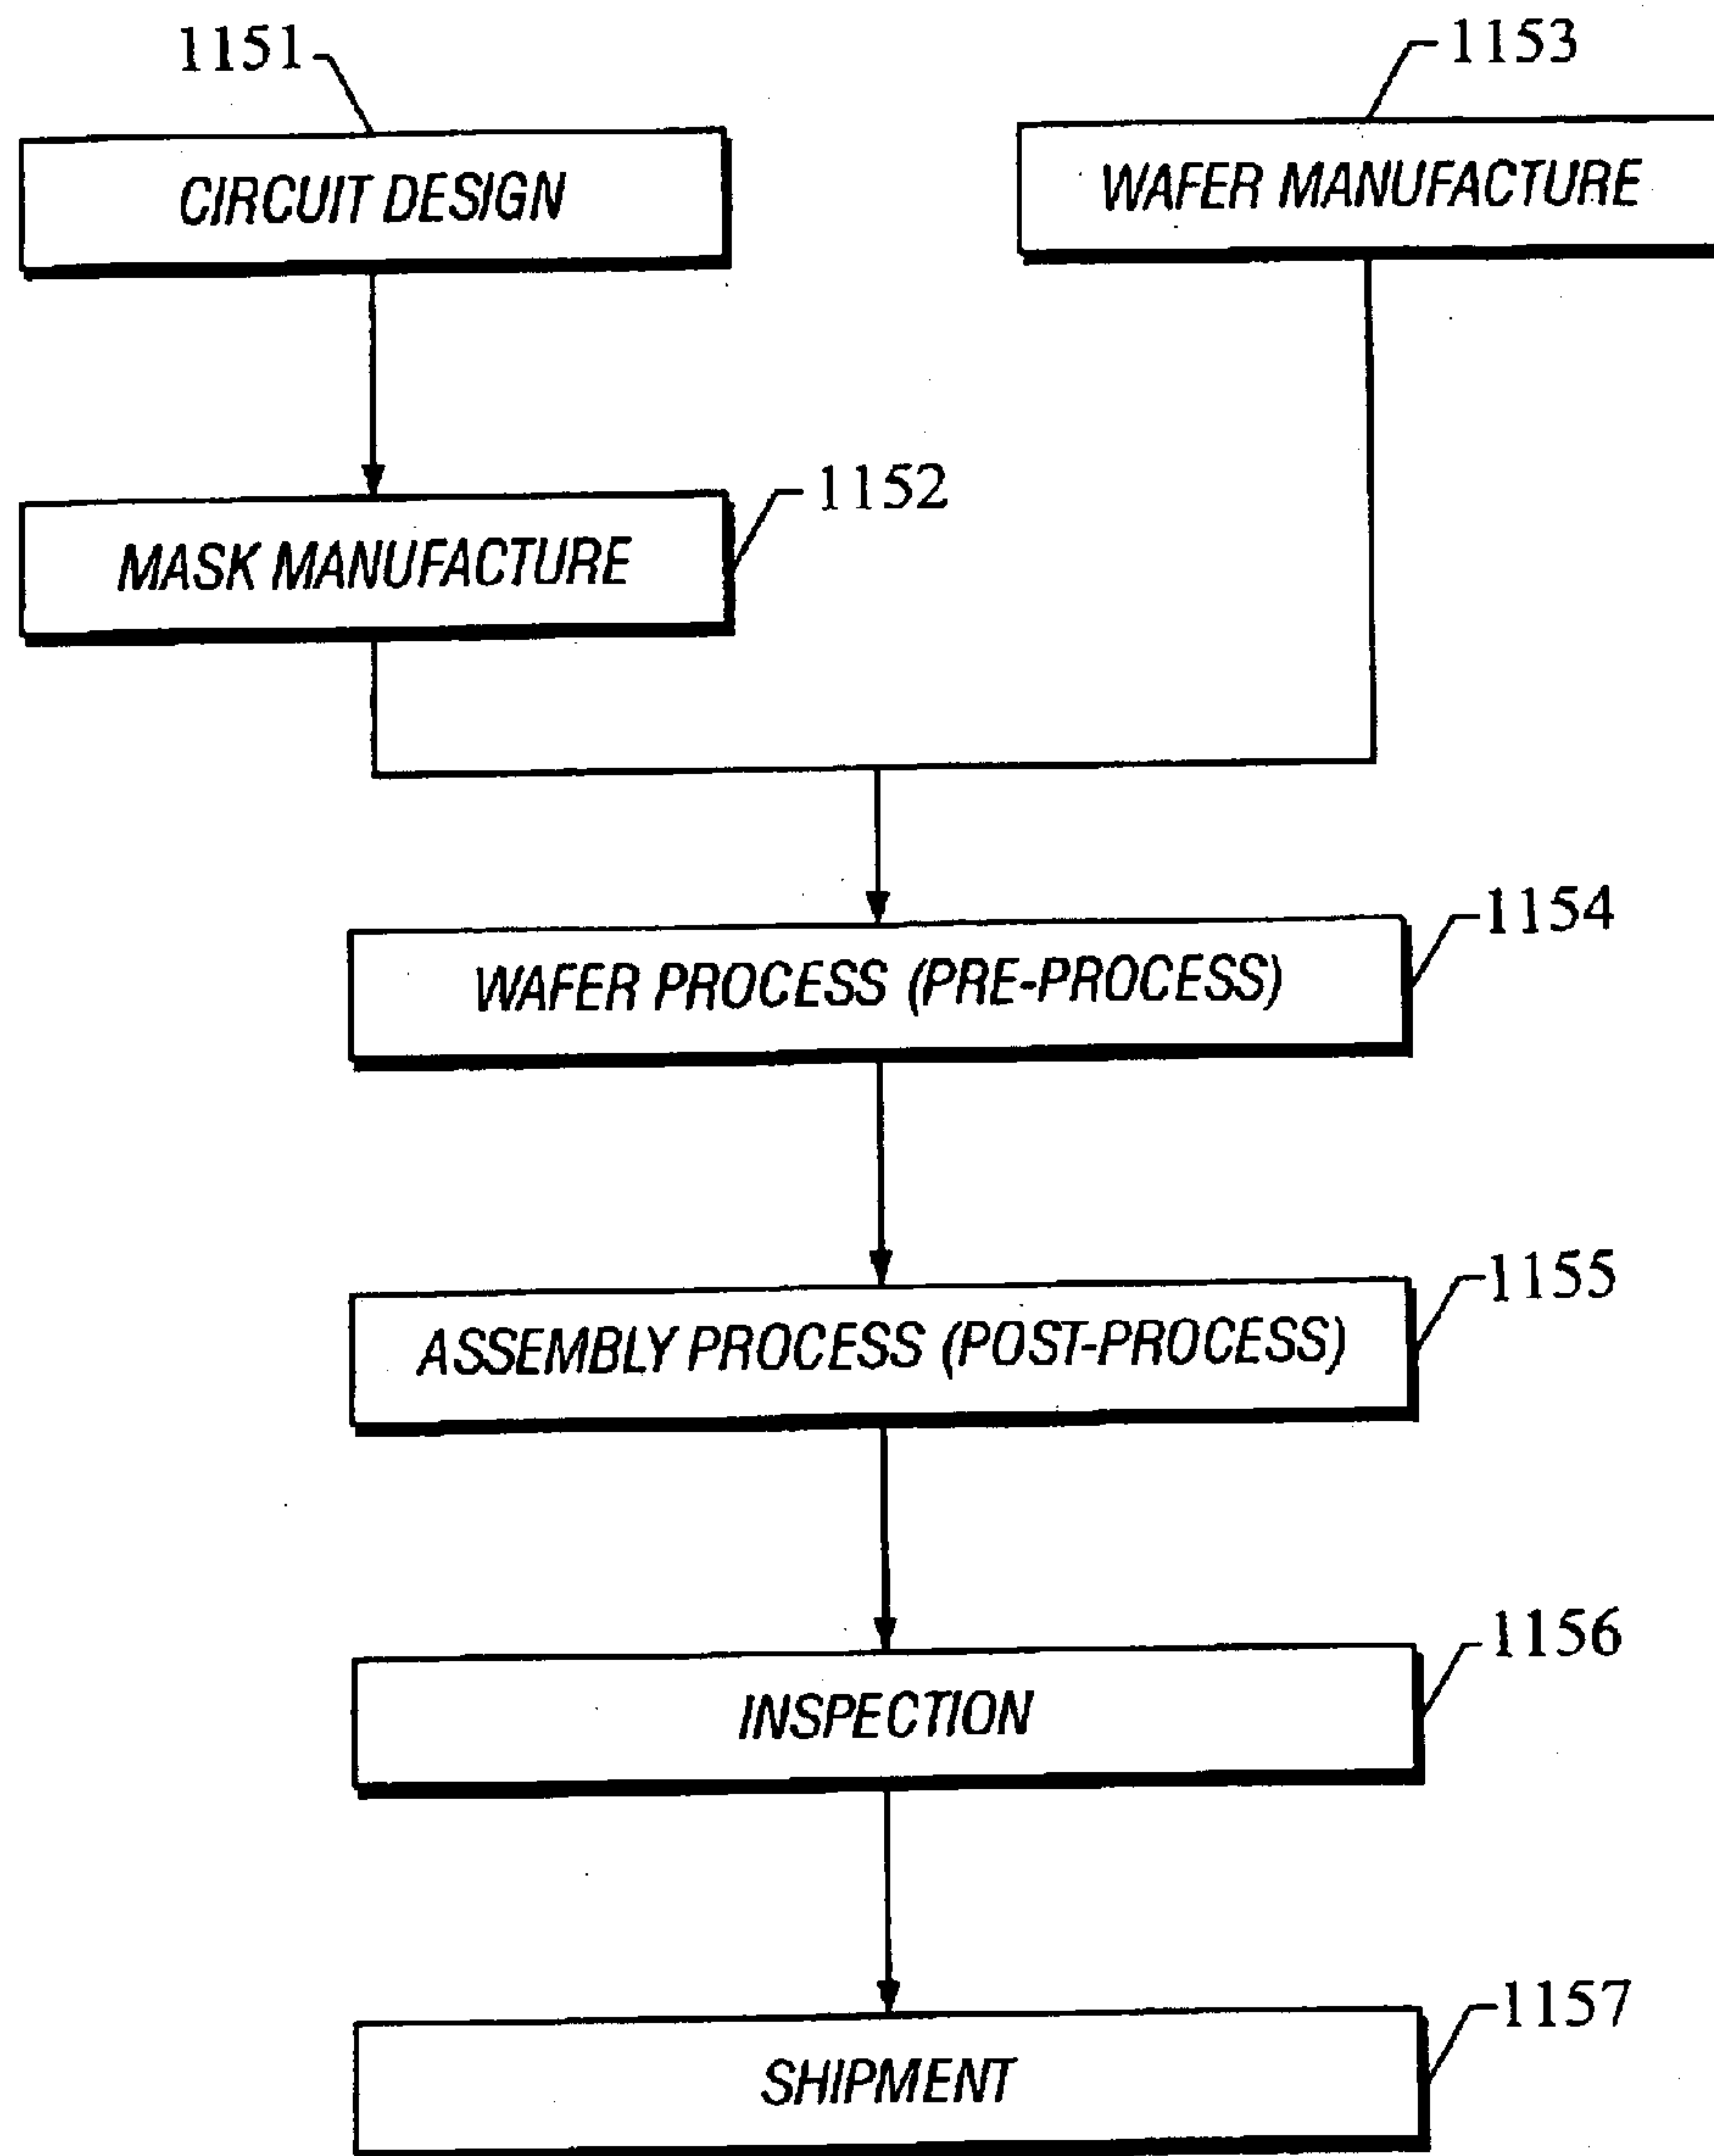 1151
1153
CIRCUIT DESIGN
WAFER MANUFACTURE
1152
MASK MANUFACTURE
1154
WAFER PROCESS (PRE-PROCESS)
1155
ASSEMBLY PROCESS (POST-PROCESS)
1156
INSPECTION
1157
SHIPMENT